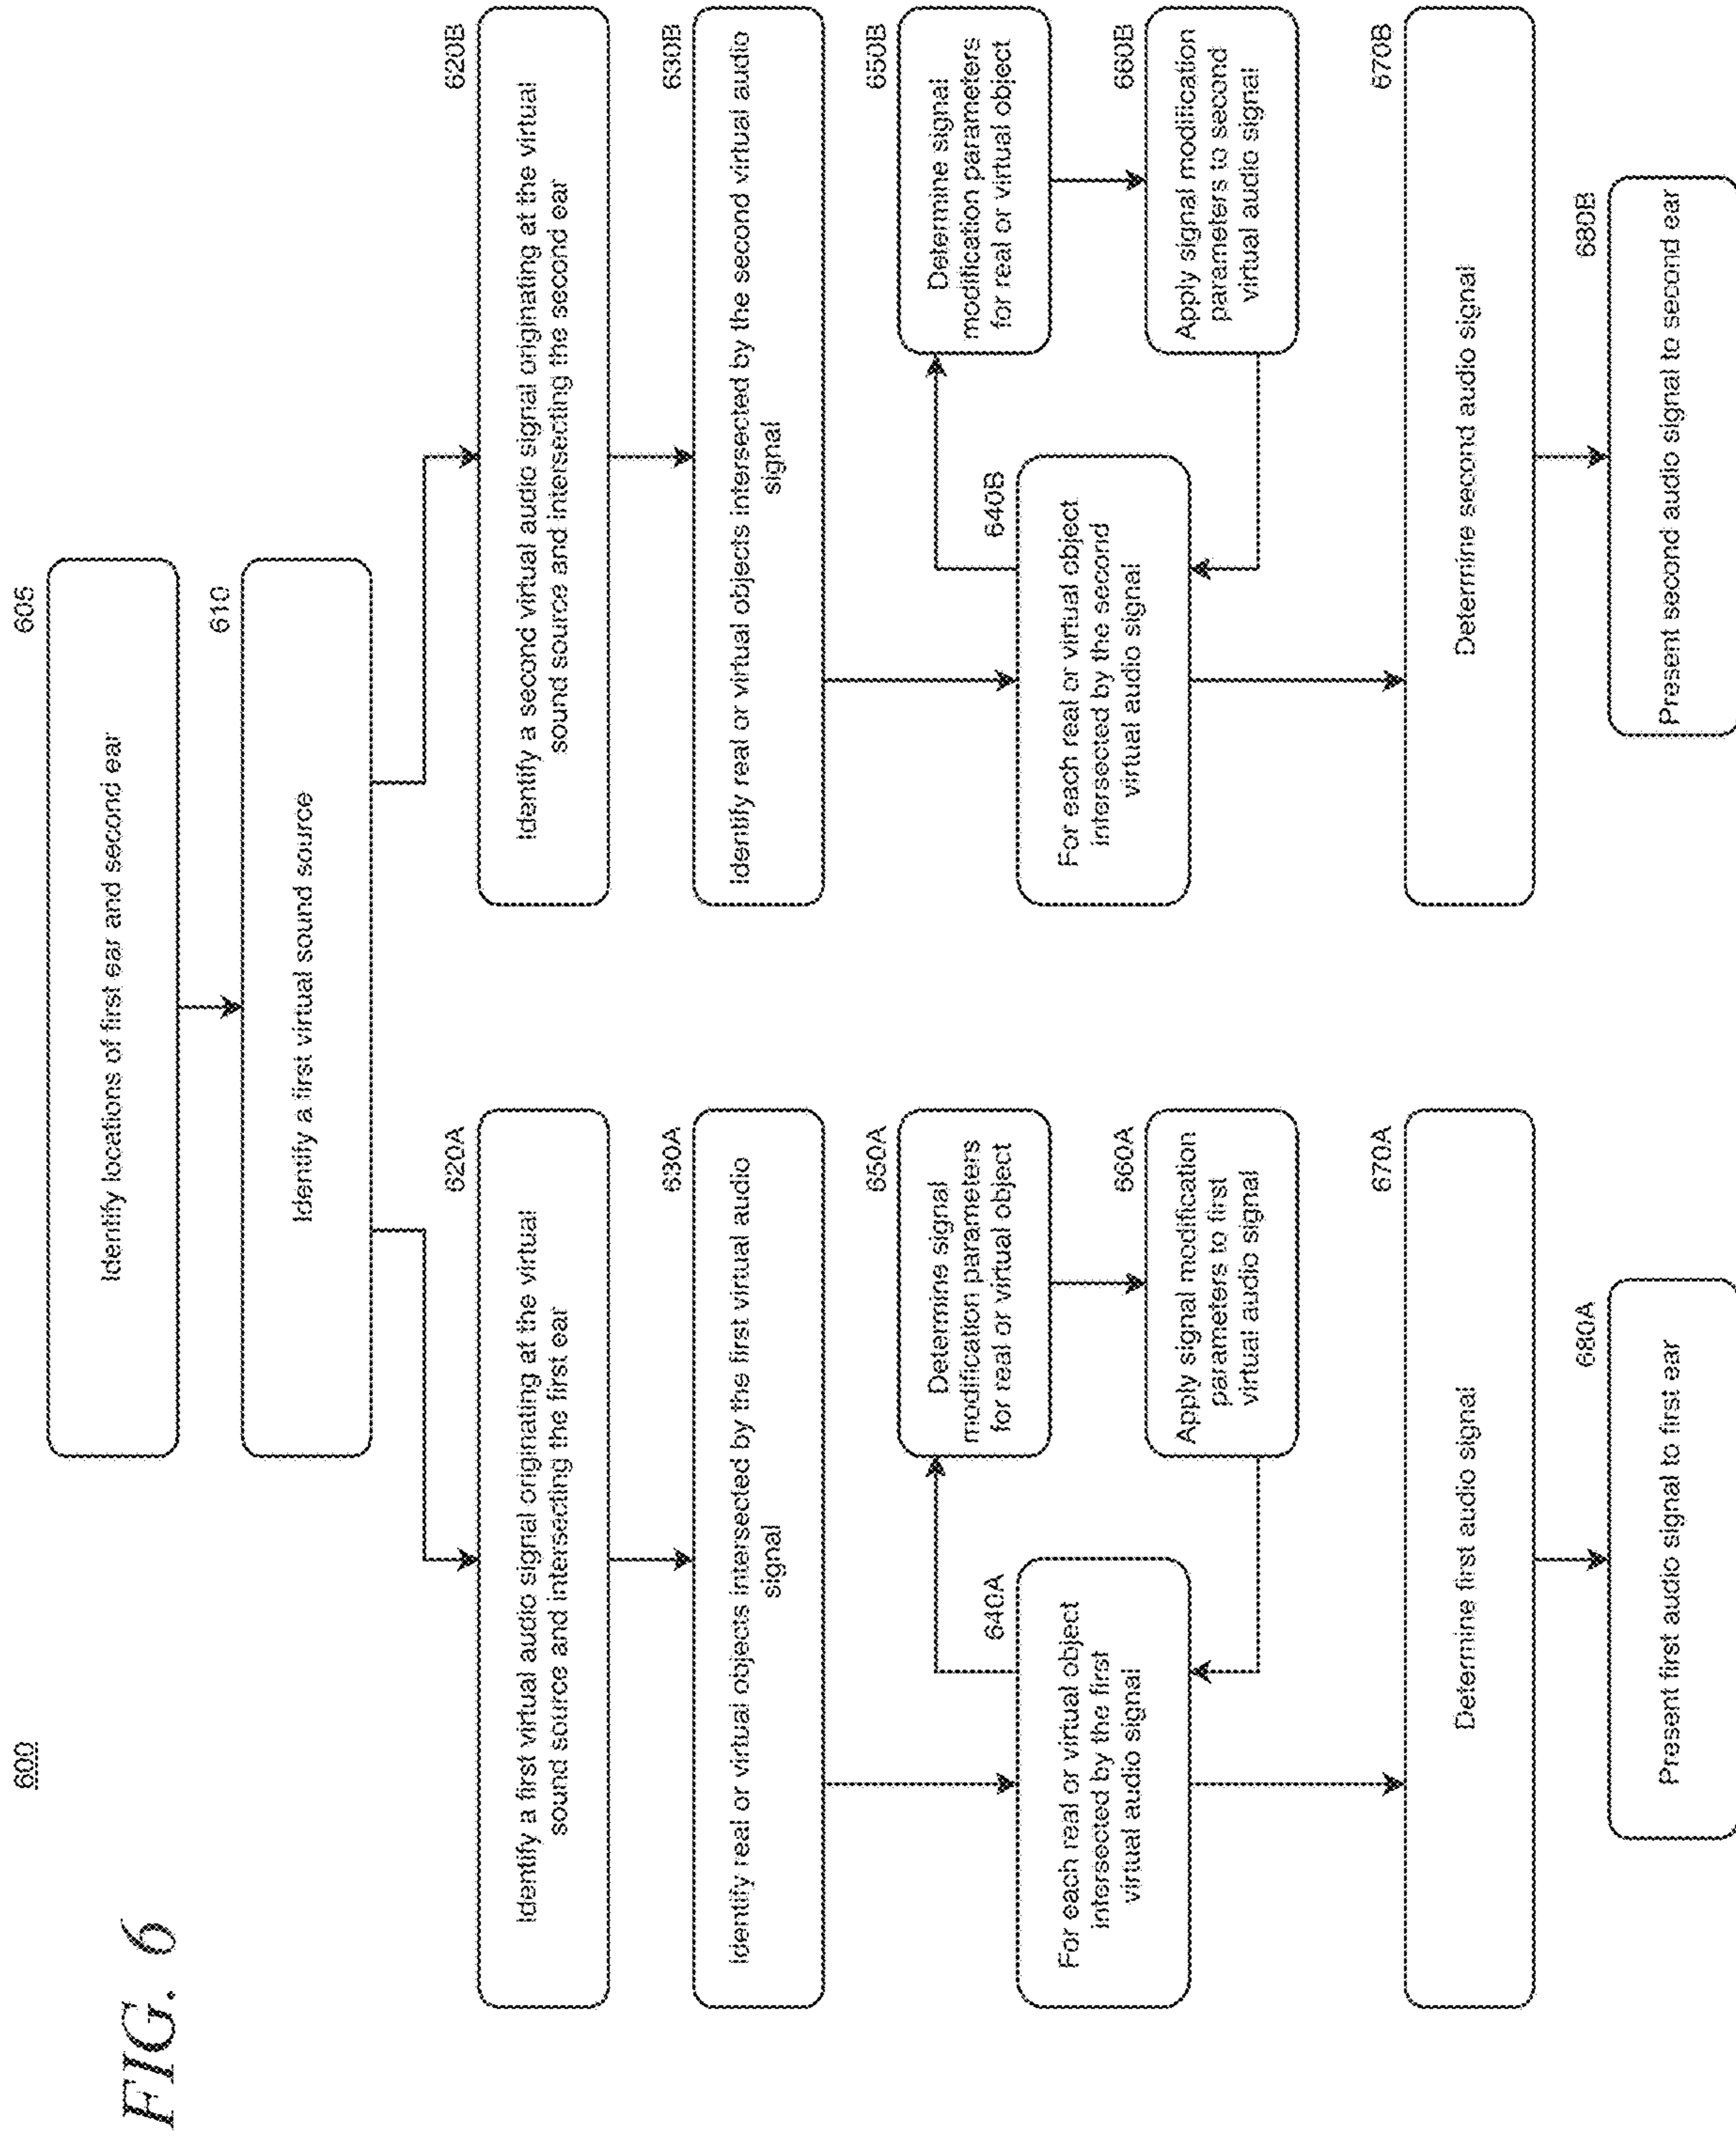 600
FIG. 6
605
Identify locations of first ear and second ear
610
Identify a first virtual sound source
620A
Identify a first virtual audio signal originating at the virtual
sound source and intersecting the first ear
630A
Identify real or virtual objects intersected by the first virtual audio
signal
640A
For each real or virtual object
intersected by the first
virtual audio signal
650A
Determine signal
modification parameters
for real or virtual object
660A
Apply signal modification
parameters to first
virtual audio signal
670A
Determine first audio signal
680A
Present first audio signal to first ear
620B
Identify a second virtual audio signal originating at the virtual
sound source and intersecting the second ear
630B
Identify real or virtual objects intersected by the second virtual audio
signal
640B
For each real or virtual object
intersected by the second
virtual audio signal
650B
Determine signal
modification parameters
for real or virtual object
660B
Apply signal modification
parameters to second
virtual audio signal
670B
Determine second audio signal
680B
Present second audio signal to second ear